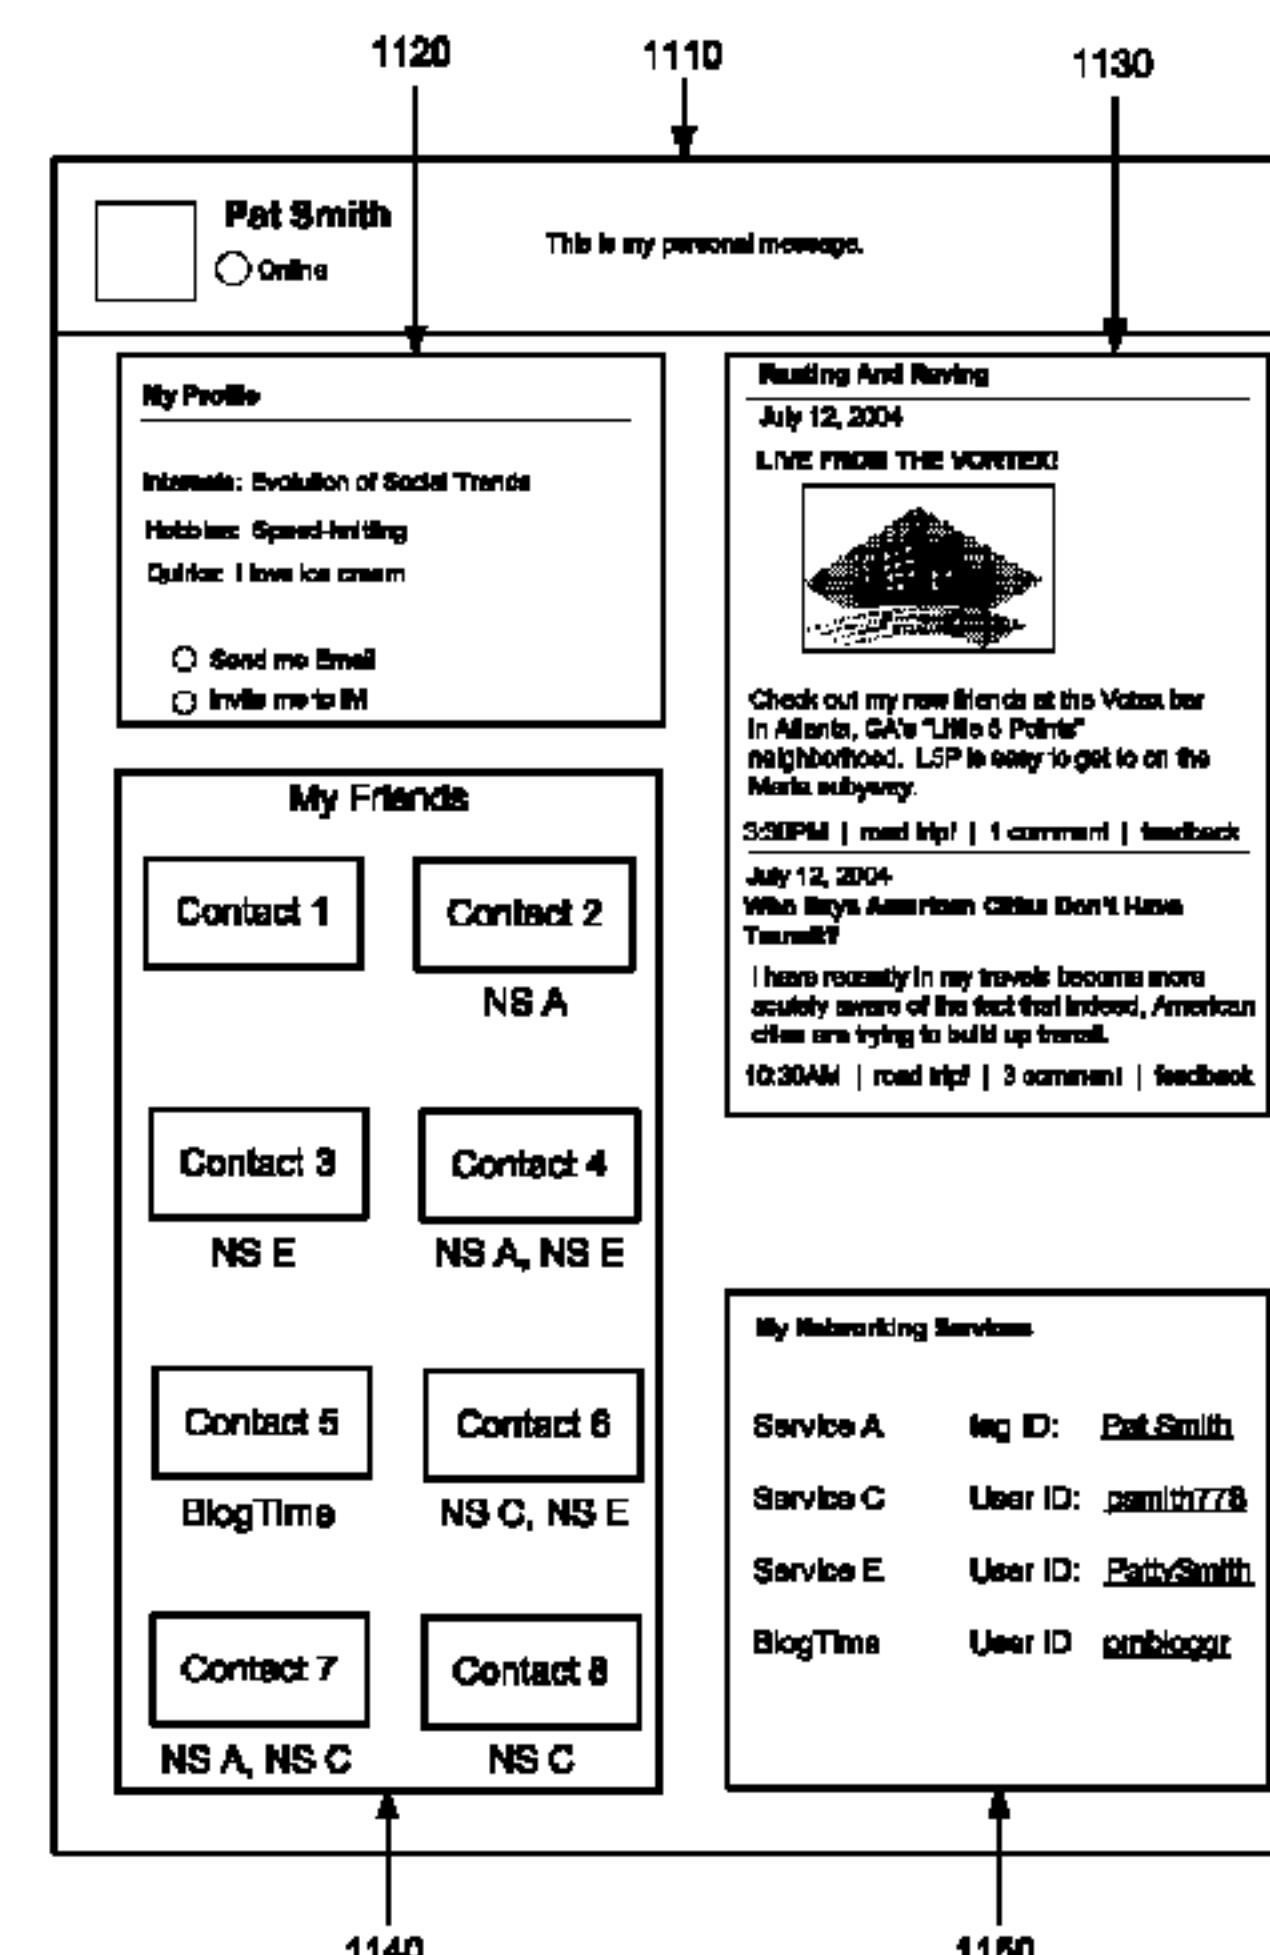 1120 1110 1130
Pat Smith
Online
This is my personal message.
My Profile
Interests: Evolution of Social Trends
Hobbies: Speed-knitting
Quirks: I love ice cream
Send me Email
Invite me to IM
Ranting And Raving
July 12, 2004
LIVE FROM THE VORTEX!
Check out my new friends at the Votex bar
in Atlanta, GA's "Little 5 Points"
neighborhood. L5P is easy to get to on the
Marta subyway.
3:30PM | road trip! | 1 comment | feedback
July 12, 2004
Who Says American Cities Don't Have
Transit?
I have recently in my travels become more
acutely aware of the fact that indeed, American
cities are trying to build up transit.
10:30AM | road trip! | 3 comment | feedback
My Friends
Contact 1 Contact 2
NS A
Contact 3 Contact 4
NS E NS A, NS E
Contact 5 Contact 6
BlogTime NS C, NS E
Contact 7 Contact 8
NS A, NS C NS C
My Networking Services
Service A ID: Pat Smith
Service C User ID: psmith778
Service E User ID: PattySmith
BlogTime User ID
1140 1150